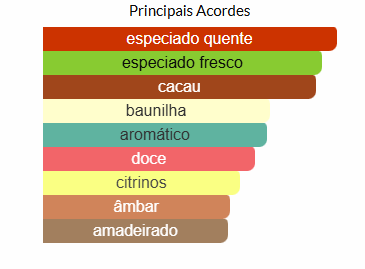 Principais Acordes
especiado quente
especiado fresco
cacau
baunilha
aromático
doce
citrinos
âmbar
amadeirado